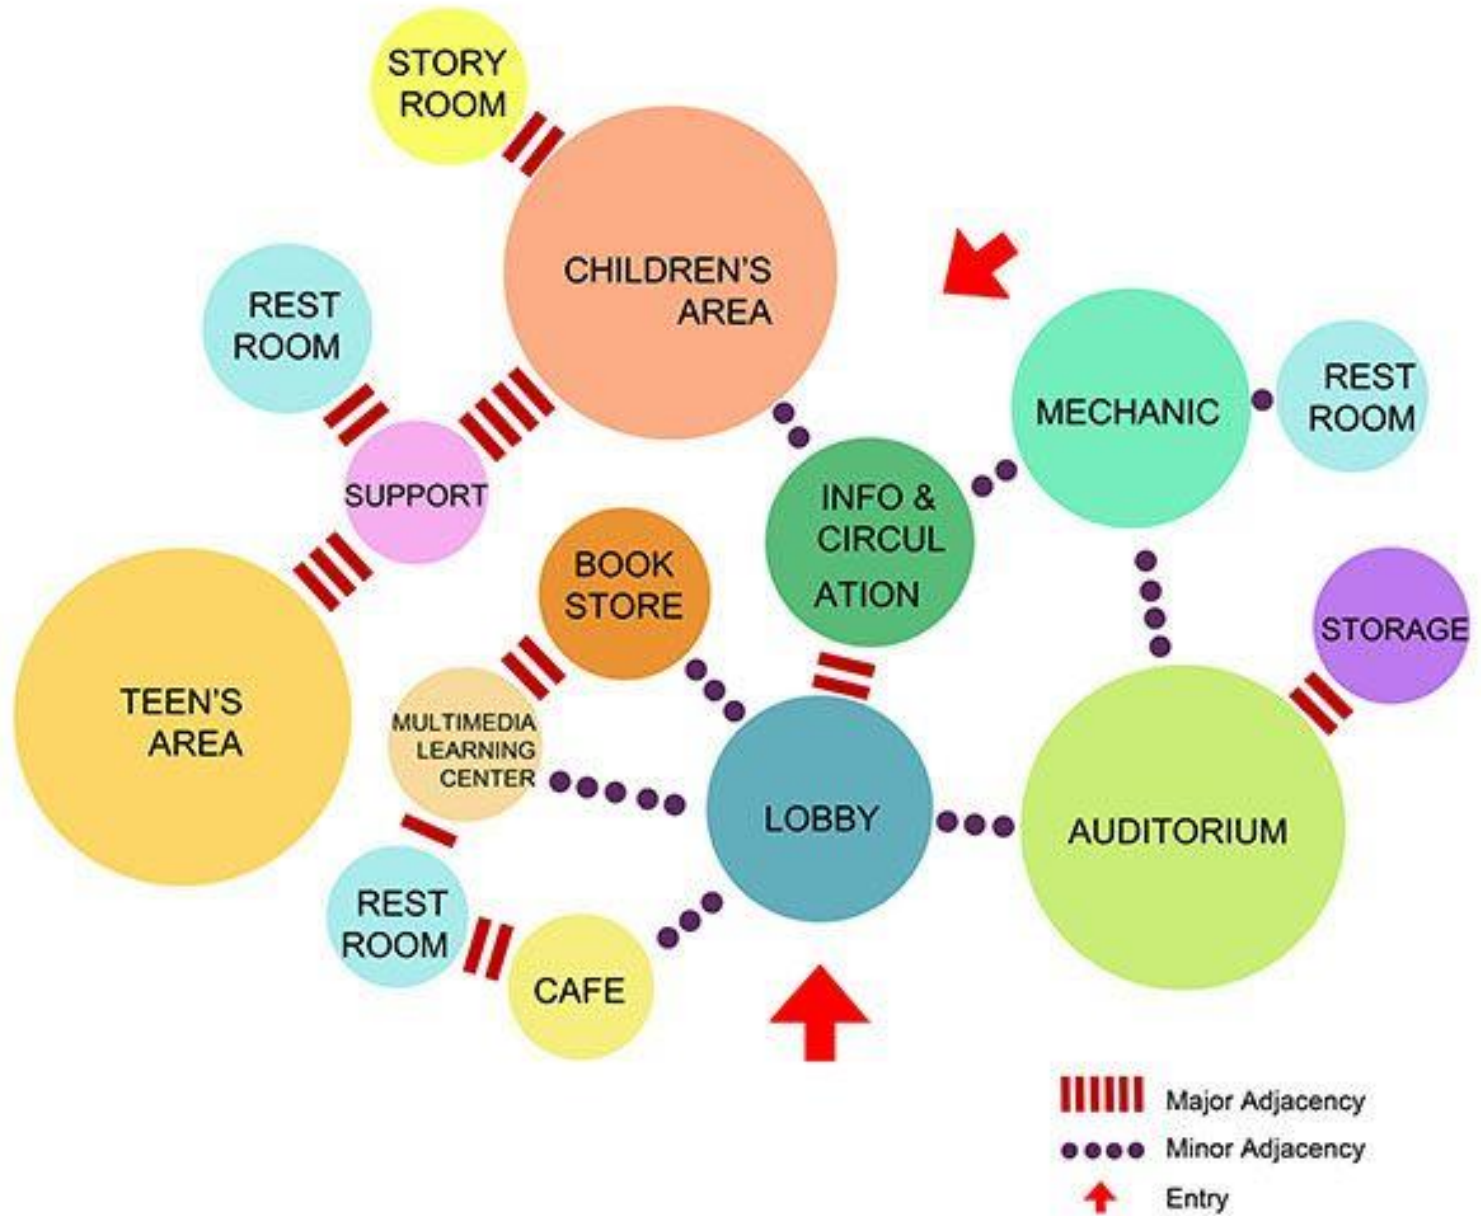 STORY
ROOM
CHILDREN'S
AREA
REST
ROOM
MECHANIC
REST
ROOM
SUPPORT
INFO &
CIRCUL
ATION
BOOK
STORE
STORAGE
TEEN'S
AREA
MULTIMEDIA
LEARNING
CENTER
LOBBY
AUDITORIUM
REST
ROOM
CAFE
Major Adjacency
Minor Adjacency
Entry